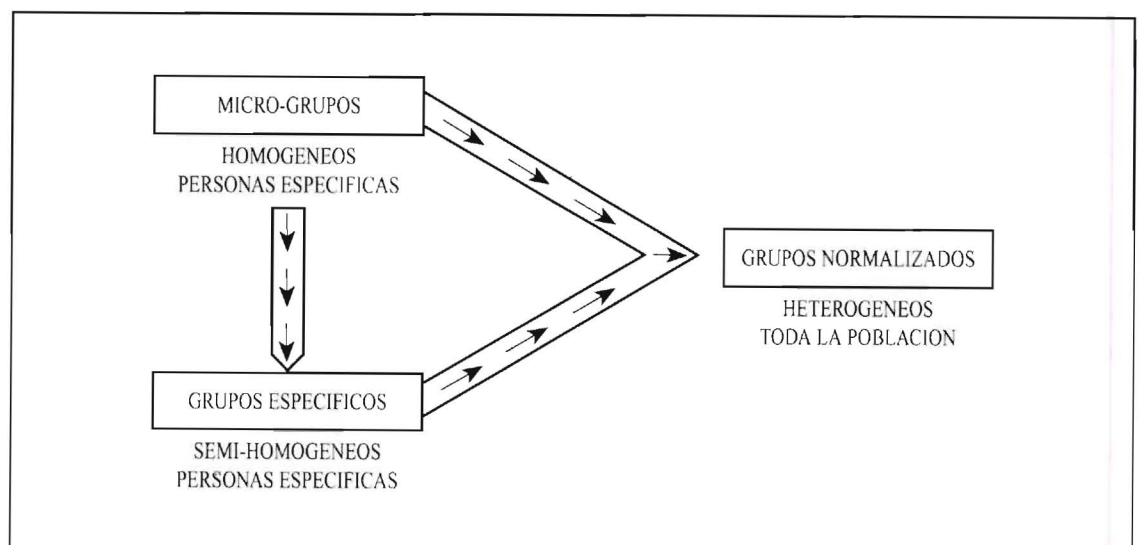 MICRO-GRUPOS
HOMOGENEOS
PERSONAS ESPECIFICAS
GRUPOS NORMALIZADOS
HETEROGENEOS
TODA LA POBLACION
GRUPOS ESPECIFICOS
SEMI-HOMOGENEOS
PERSONAS ESPECIFICAS